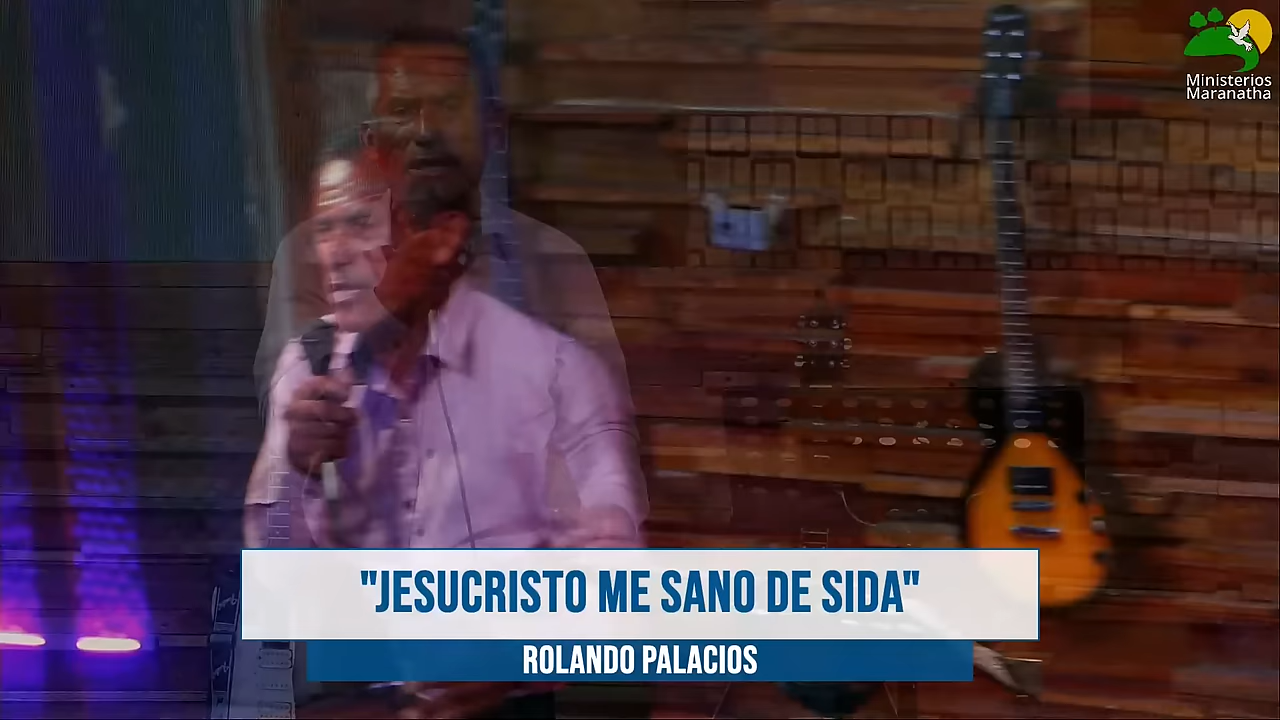 Ministerios
Maranatha
"JESUCRISTO ME SANO DE SIDA"
ROLANDO PALACIOS